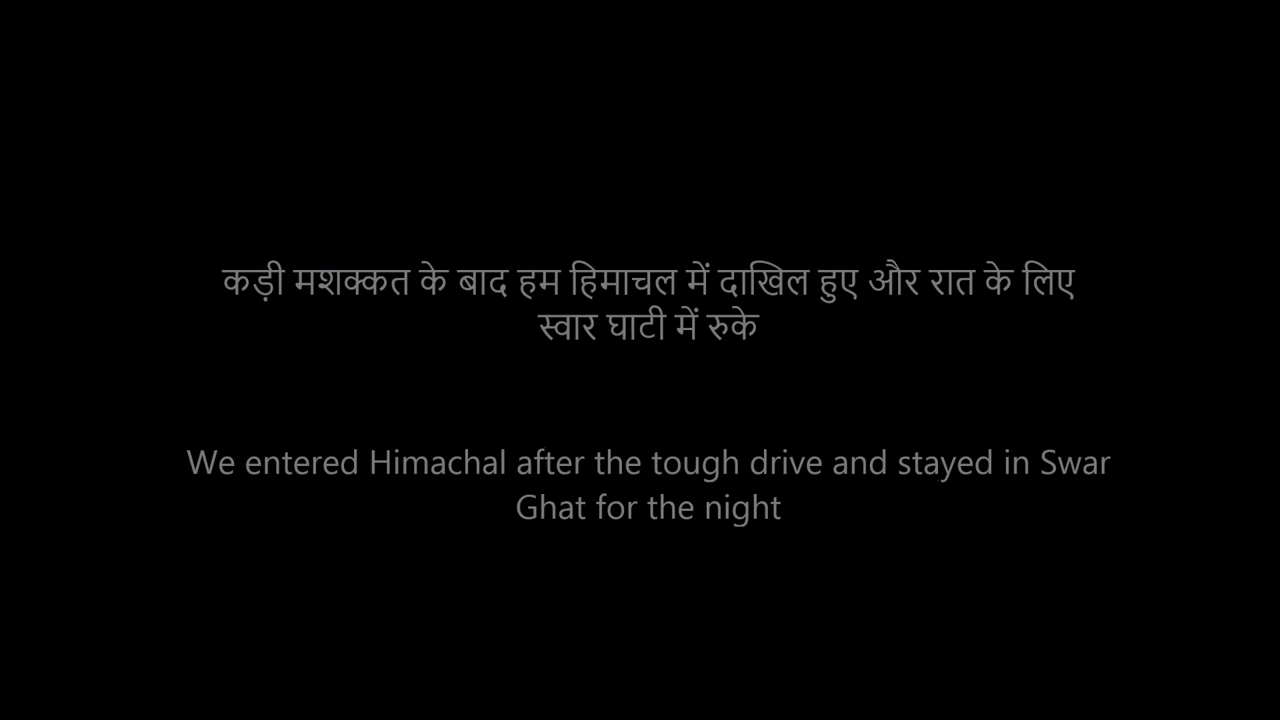 कड़ी मशक्कत के बाद हम हिमाचल में दाखिल हुए और रात के लिए
स्वार घाटी में रुके
We entered Himachal after the tough drive and stayed in Swar
Ghat for the night